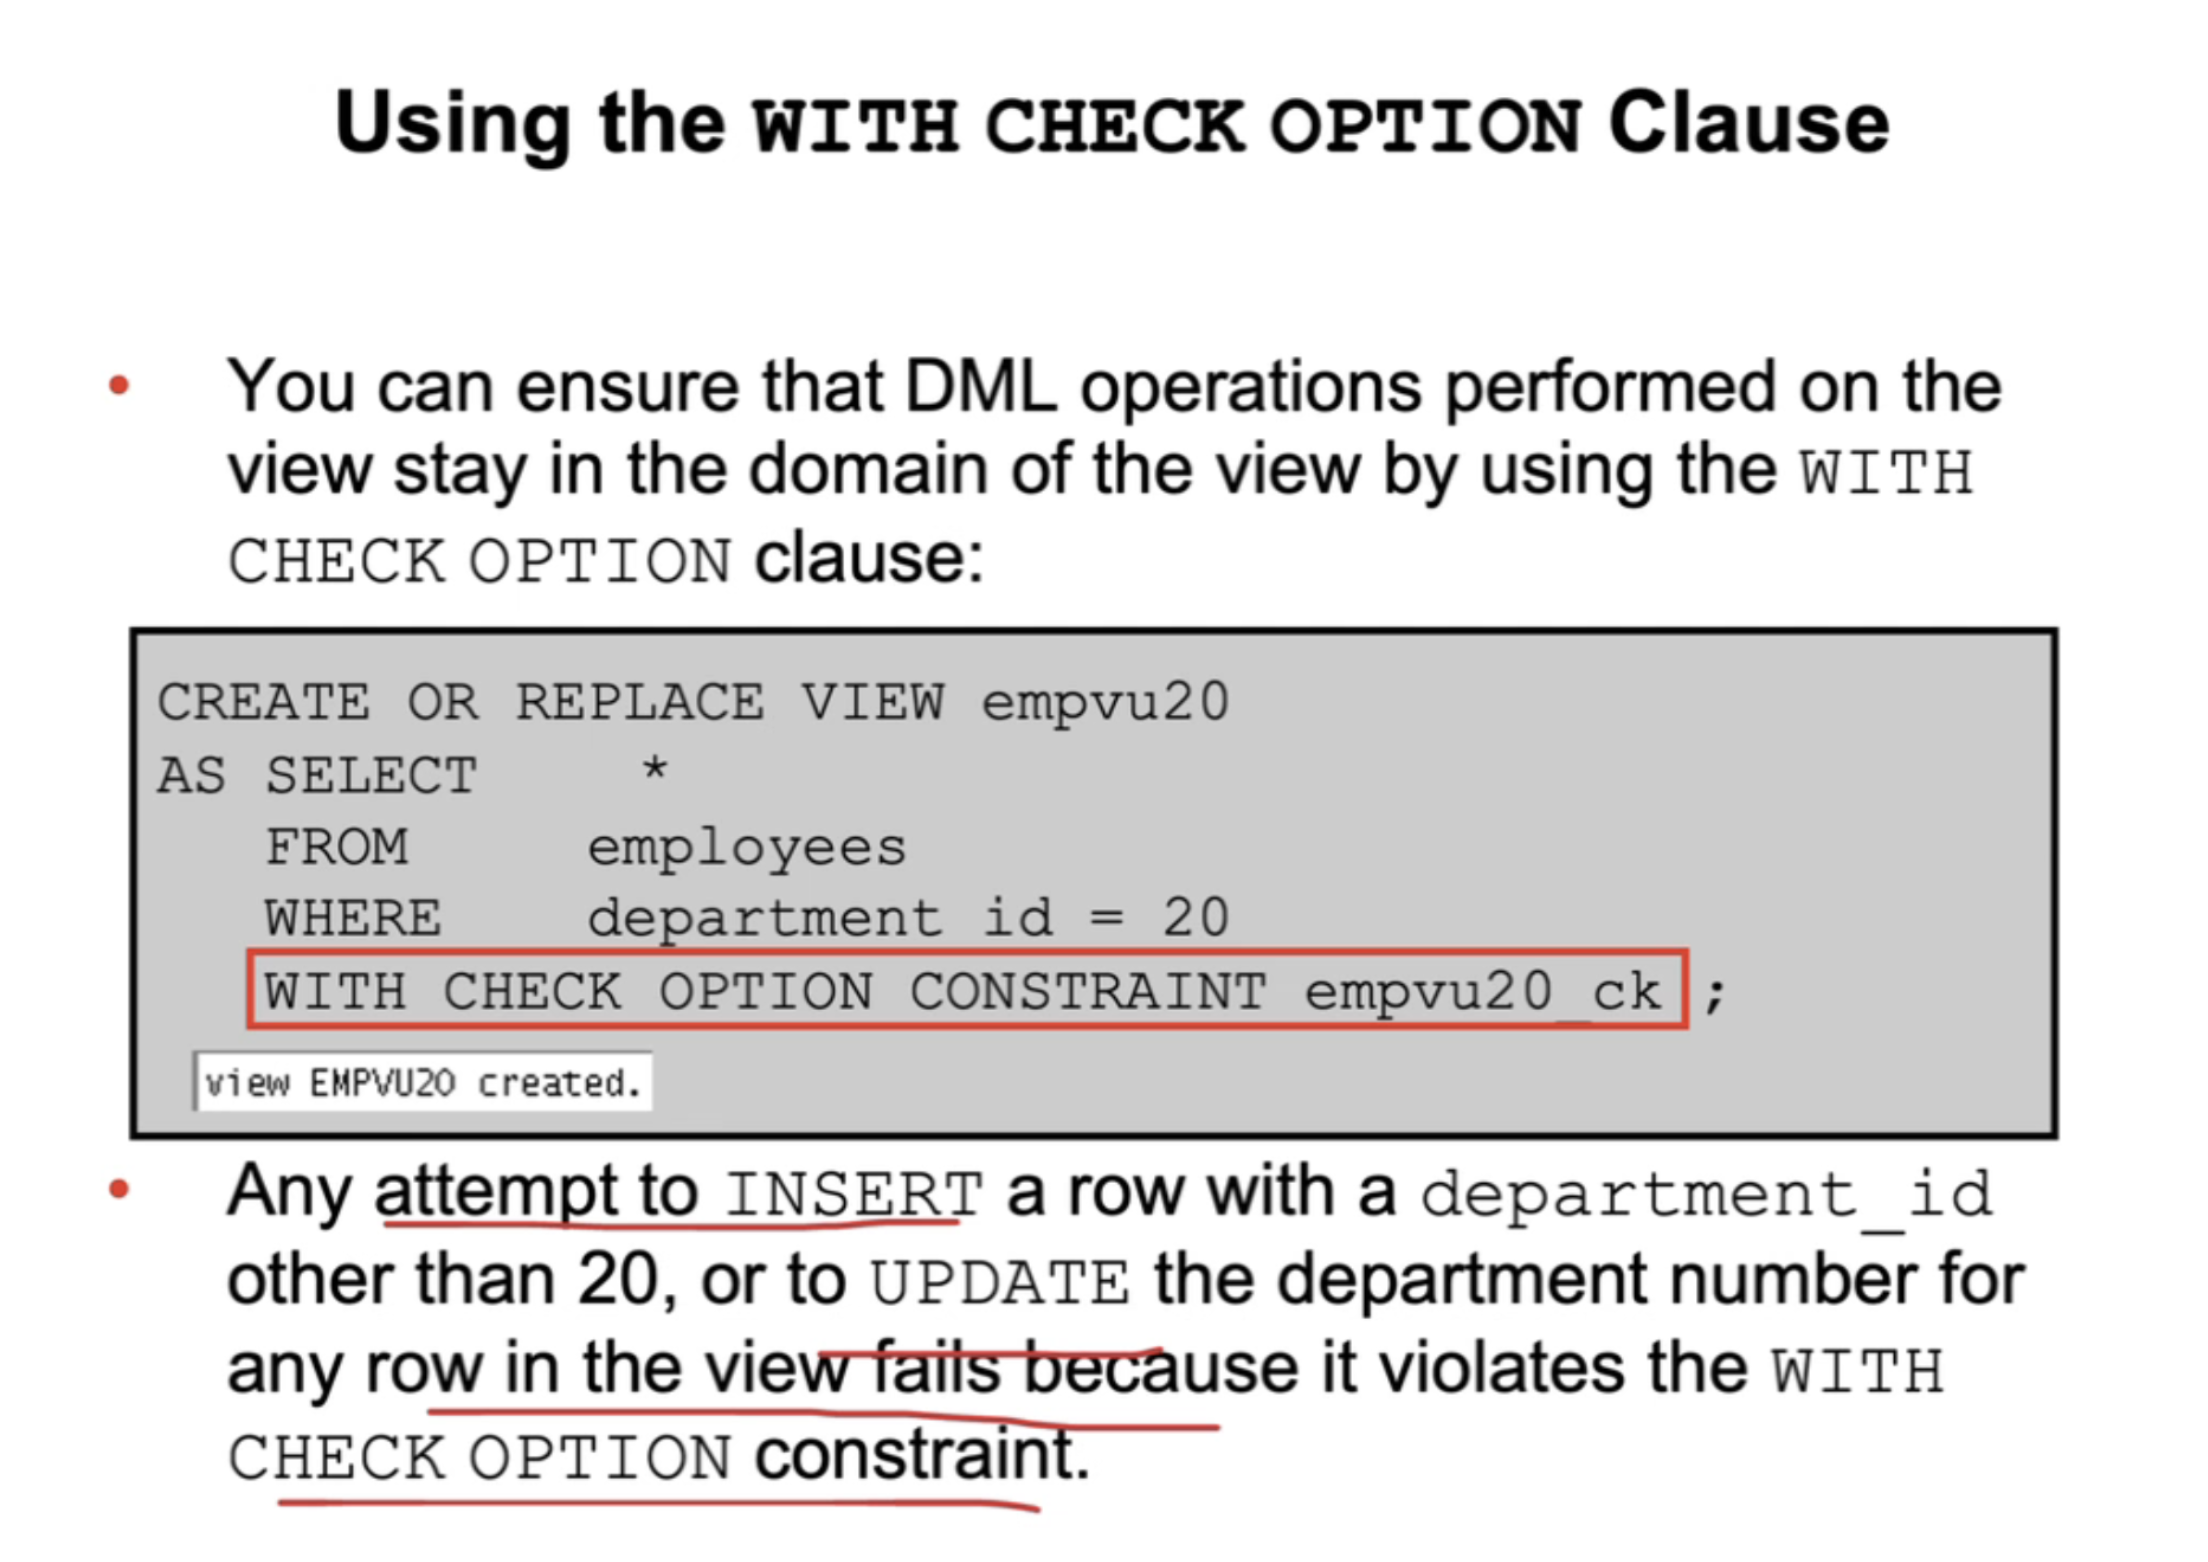 Using the WITH CHECK OPTION Clause
• You can ensure that DML operations performed on the
view stay in the domain of the view by using the WITH
CHECK OPTION clause:
CREATE OR REPLACE VIEW empvu20
AS SELECT *
FROM employees
WHERE department id = 20
WITH CHECK OPTION CONSTRAINT empvu20_ck ;
view EMPVU20 created.
• Any attempt to INSERT a row with a department_id
other than 20, or to UPDATE the department number for
any row in the view fails because it violates the WITH
CHECK OPTION constraint.